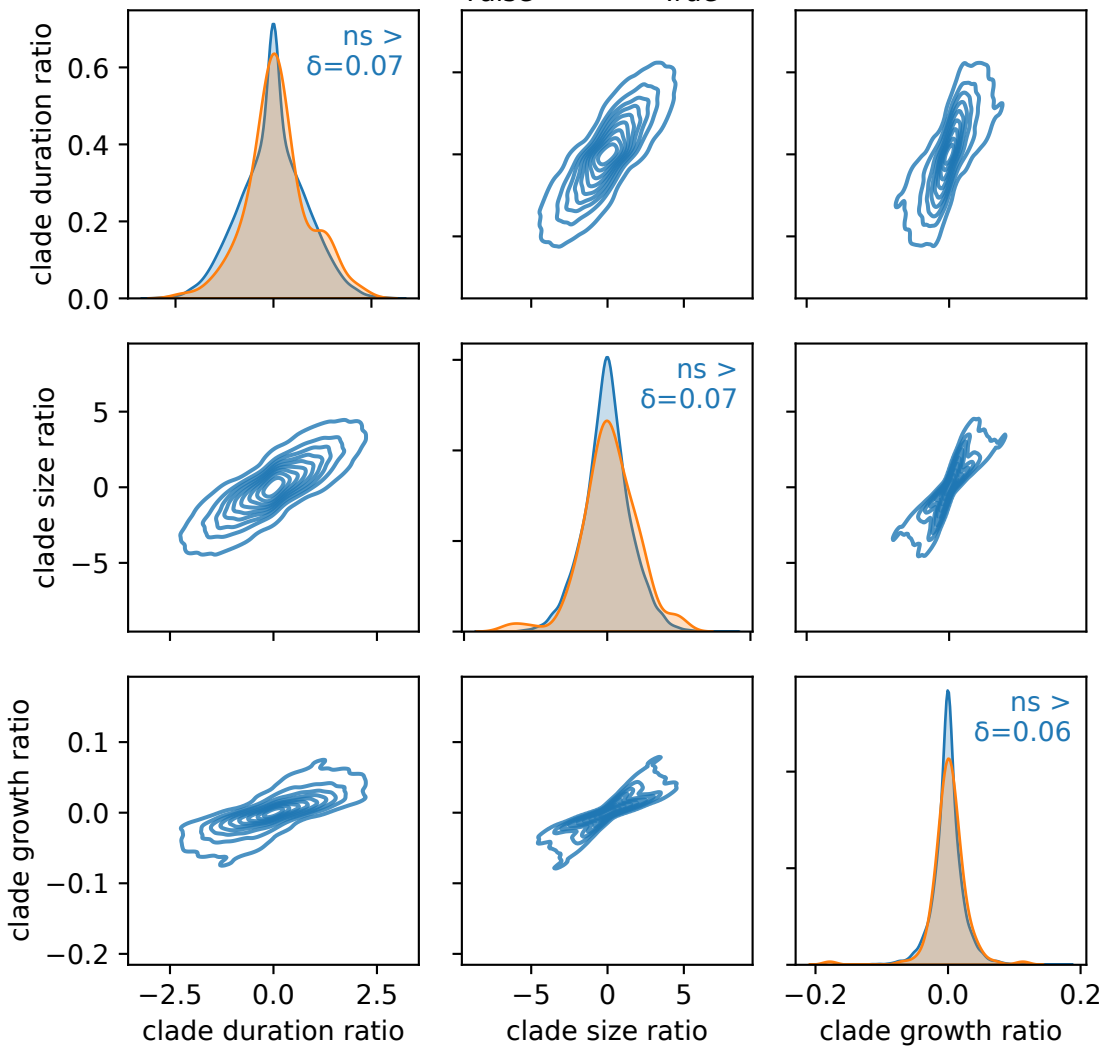 clade duration ratio
0.6
0.4
0.2
0.0
ns >
δ=0.07
clade size ratio
5
0
−5
ns >
δ=0.07
clade growth ratio
0.1
0.0
−0.1
−0.2
ns >
δ=0.06
−2.5 0.0 2.5
−5 0 5
−0.2 0.0 0.2
clade duration ratio
clade size ratio
clade growth ratio